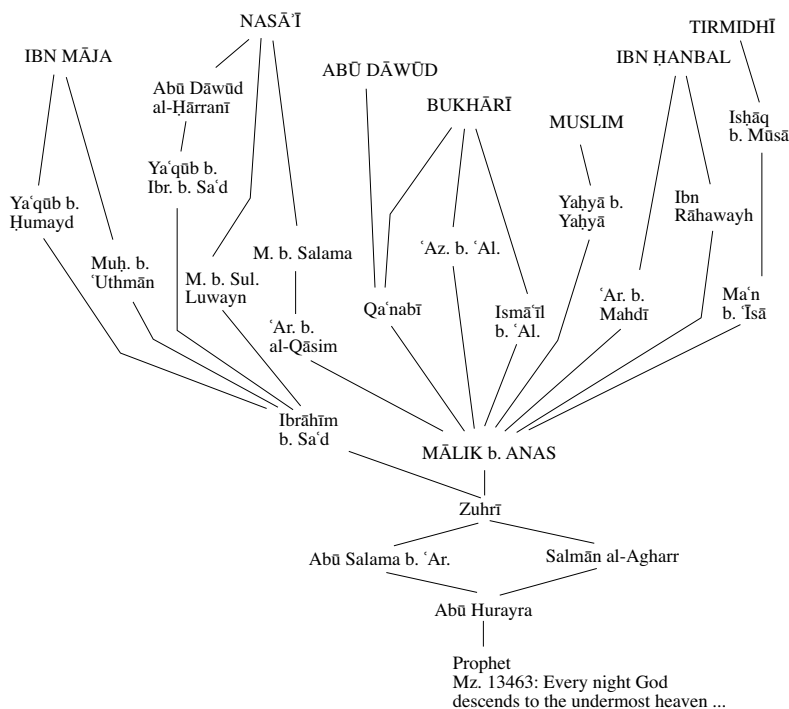 NASĀʾĪ
TIRMIDHĪ
IBN MĀJA
IBN ḤANBAL
ABŪ DĀWŪD
Abū Dāwūd
al-Ḥārranī
BUKHĀRĪ
MUSLIM
Isḥāq
b. Mūsā
Yaʿqūb b.
Ibr. b. Saʿd
Yaʿqūb b.
Ḥumayd
Yaḥyā b.
Yaḥyā
Ibn
Rāhawayh
Muḥ. b.
ʿUthmān
M. b. Sul.
Luwayn
M. b. Salama
ʿAz. b. ʿAl.
Qaʿnabī
Ismāʿīl
b. ʿAl.
ʿAr. b.
Mahdī
Maʿn
b. ʿĪsā
ʿAr. b.
al-Qāsim
Ibrāhīm
b. Saʿd
MĀLIK b. ANAS
Zuhrī
Abū Salama b. ʿAr.
Salmān al-Agharr
Abū Hurayra
Prophet
Mz. 13463: Every night God
descends to the undermost heaven ...